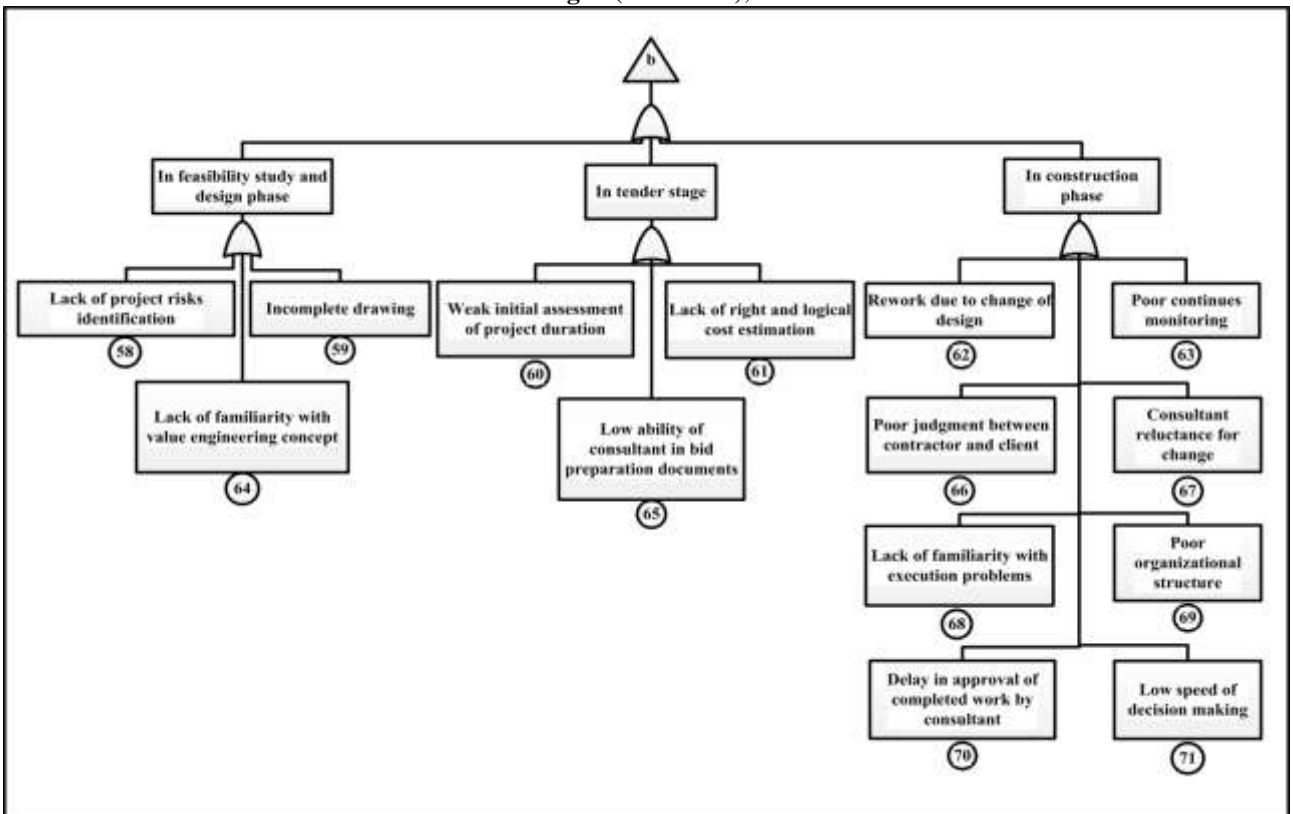 b
In feasibility study and
design phase
In tender stage
In construction
phase
Lack of project risks
identification
58
Incomplete drawing
59
Lack of familiarity with
value engineering concept
64
Weak initial assessment
of project duration
60
Lack of right and logical
cost estimation
61
Low ability of
consultant in bid
preparation documents
65
Rework due to change of
design
62
Poor continues
monitoring
63
Poor judgment between
contractor and client
66
Consultant
reluctance for
change
67
Lack of familiarity with
execution problems
68
Poor
organizational
structure
69
Delay in approval of
completed work by
consultant
70
Low speed of
decision making
71